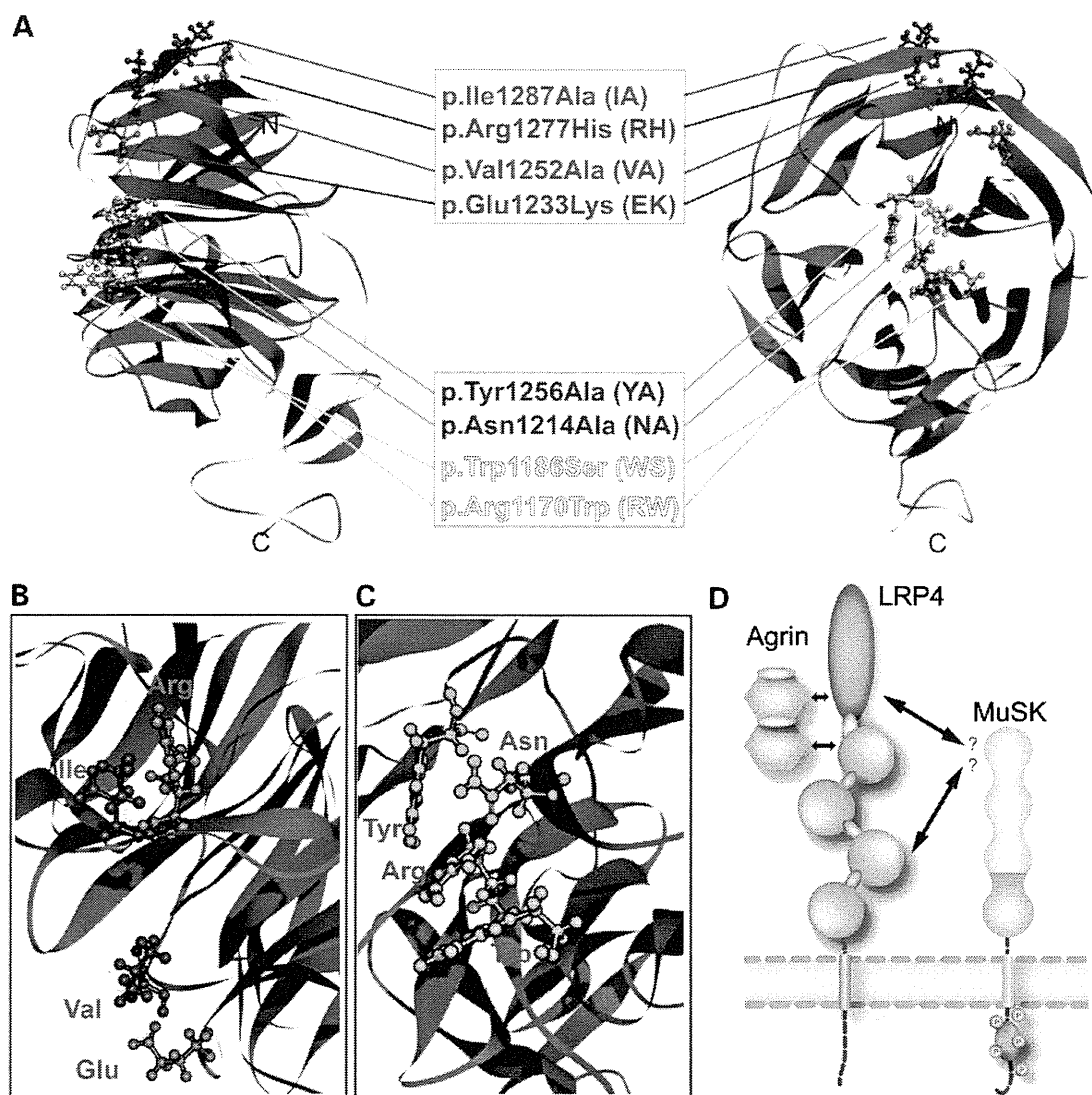 A
N
N
p.Ile1287Ala (IA)
p.Arg1277His (RH)
p.Val1252Ala (VA)
p.Glu1233Lys (EK)
p.Tyr1256Ala (YA)
p.Asn1214Ala (NA)
p.Trp1186Ser (WS)
p.Arg1170Trp (RW)
C
C
B
Arg
Ile
Val
Glu
C
Asn
Tyr
Arg
D
LRP4
Agrin
MuSK
?
?
P
P
P
P
P